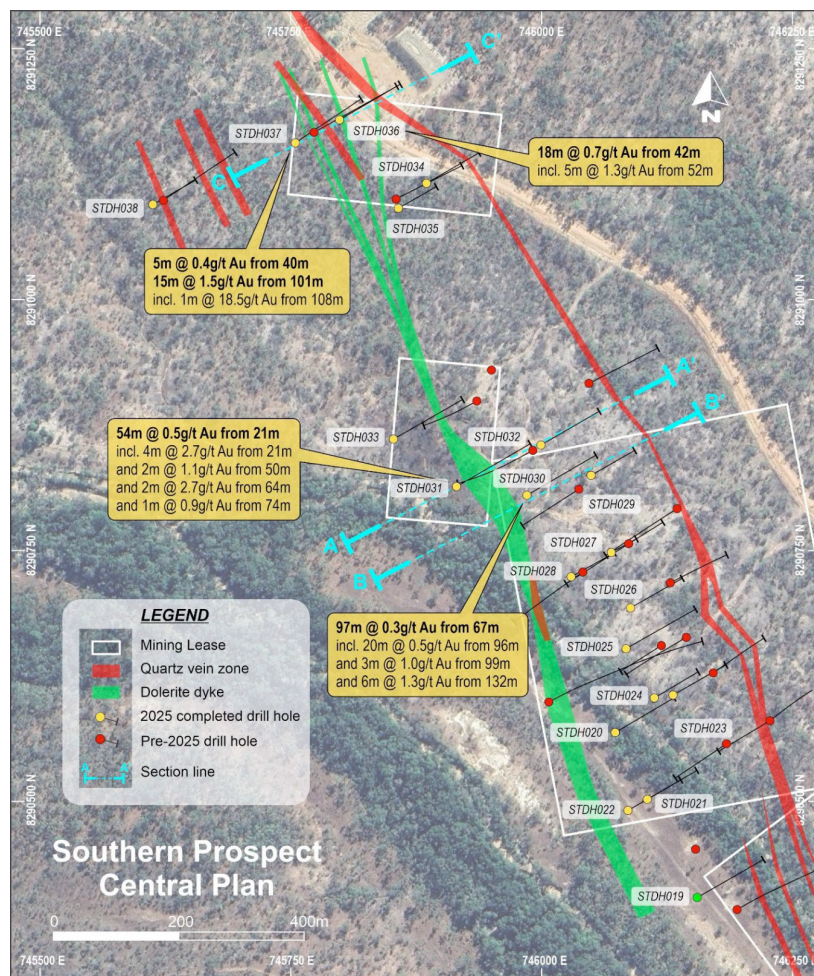 745500 E
745750 E
746000 E
746250 E
8291250 N
8291250 N
C'
N
STDH037
STDH036
18m @ 0.7g/t Au from 42m
incl. 5m @ 1.3g/t Au from 52m
STDH034
C
STDH038
STDH035
5m @ 0.4g/t Au from 40m
15m @ 1.5g/t Au from 101m
incl. 1m @ 18.5g/t Au from 108m
8291000 N
8291000 N
A'
B'
54m @ 0.5g/t Au from 21m
incl. 4m @ 2.7g/t Au from 21m
and 2m @ 1.1g/t Au from 50m
and 2m @ 2.7g/t Au from 64m
and 1m @ 0.9g/t Au from 74m
STDH033
STDH032
STDH031
STDH030
STDH029
A
STDH027
8290750 N
8290750 N
B
STDH028
STDH026
LEGEND
Mining Lease
Quartz vein zone
Dolerite dyke
2025 completed drill hole
Pre-2025 drill hole
A A'
Section line
97m @ 0.3g/t Au from 67m
incl. 20m @ 0.5g/t Au from 96m
and 3m @ 1.0g/t Au from 99m
and 6m @ 1.3g/t Au from 132m
STDH025
STDH024
STDH020
STDH023
STDH022
STDH021
8290500 N
8290500 N
Southern Prospect
Central Plan
STDH019
0 200 400m
745500 E
745750 E
746000 E
746250 E